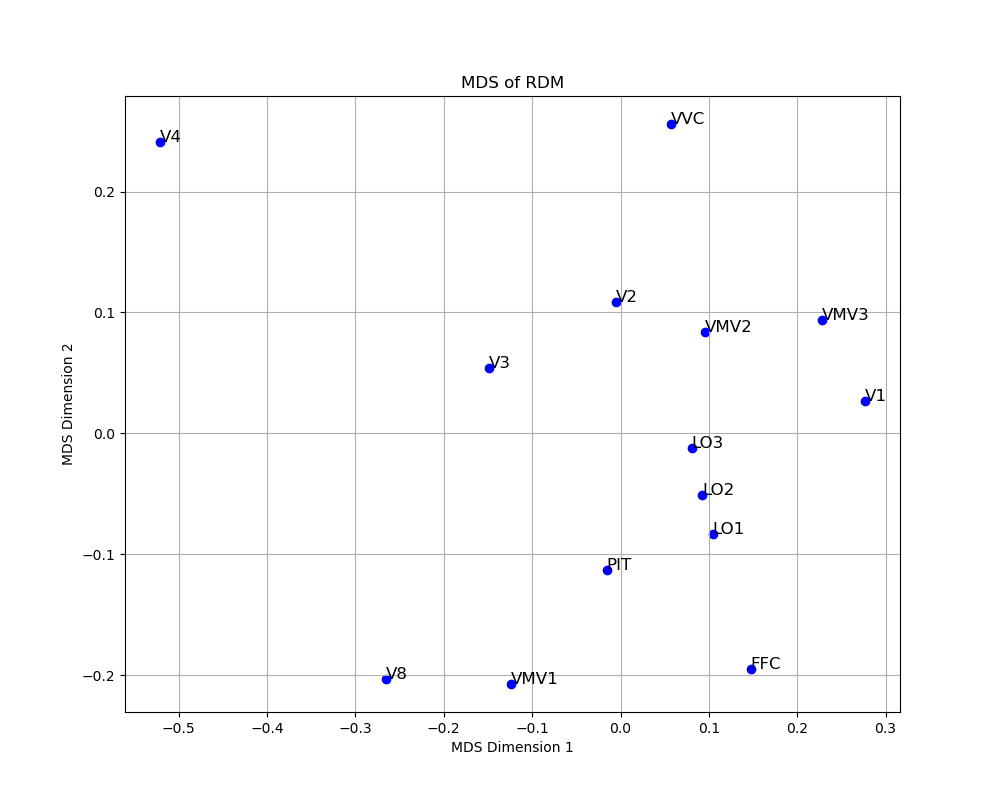 MDS of RDM
VVC
V4
0.2
V2
VMV3
0.1
VMV2
V3
V1
MDS Dimension 2
0.0
LO3
LO2
LO1
−0.1
PIT
FFC
V8
VMV1
−0.2
−0.5 −0.4 −0.3 −0.2 −0.1 0.0 0.1 0.2 0.3
MDS Dimension 1